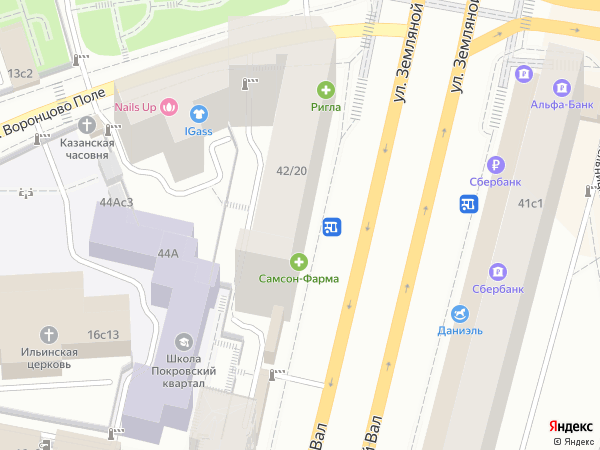 ул. Земляной
ул. Земляной
13с2
Воронцово Поле
Nails Up
IGass
Ригла
Альфа-Банк
Казанская
часовня
42/20
Сбербанк
41с1
44Ас3
44А
Самсон-Фарма
Сбербанк
Даниэль
16с13
Ильинская
церковь
Школа
Покровский
квартал
Вал
Вал
Яндекс
© Яндекс